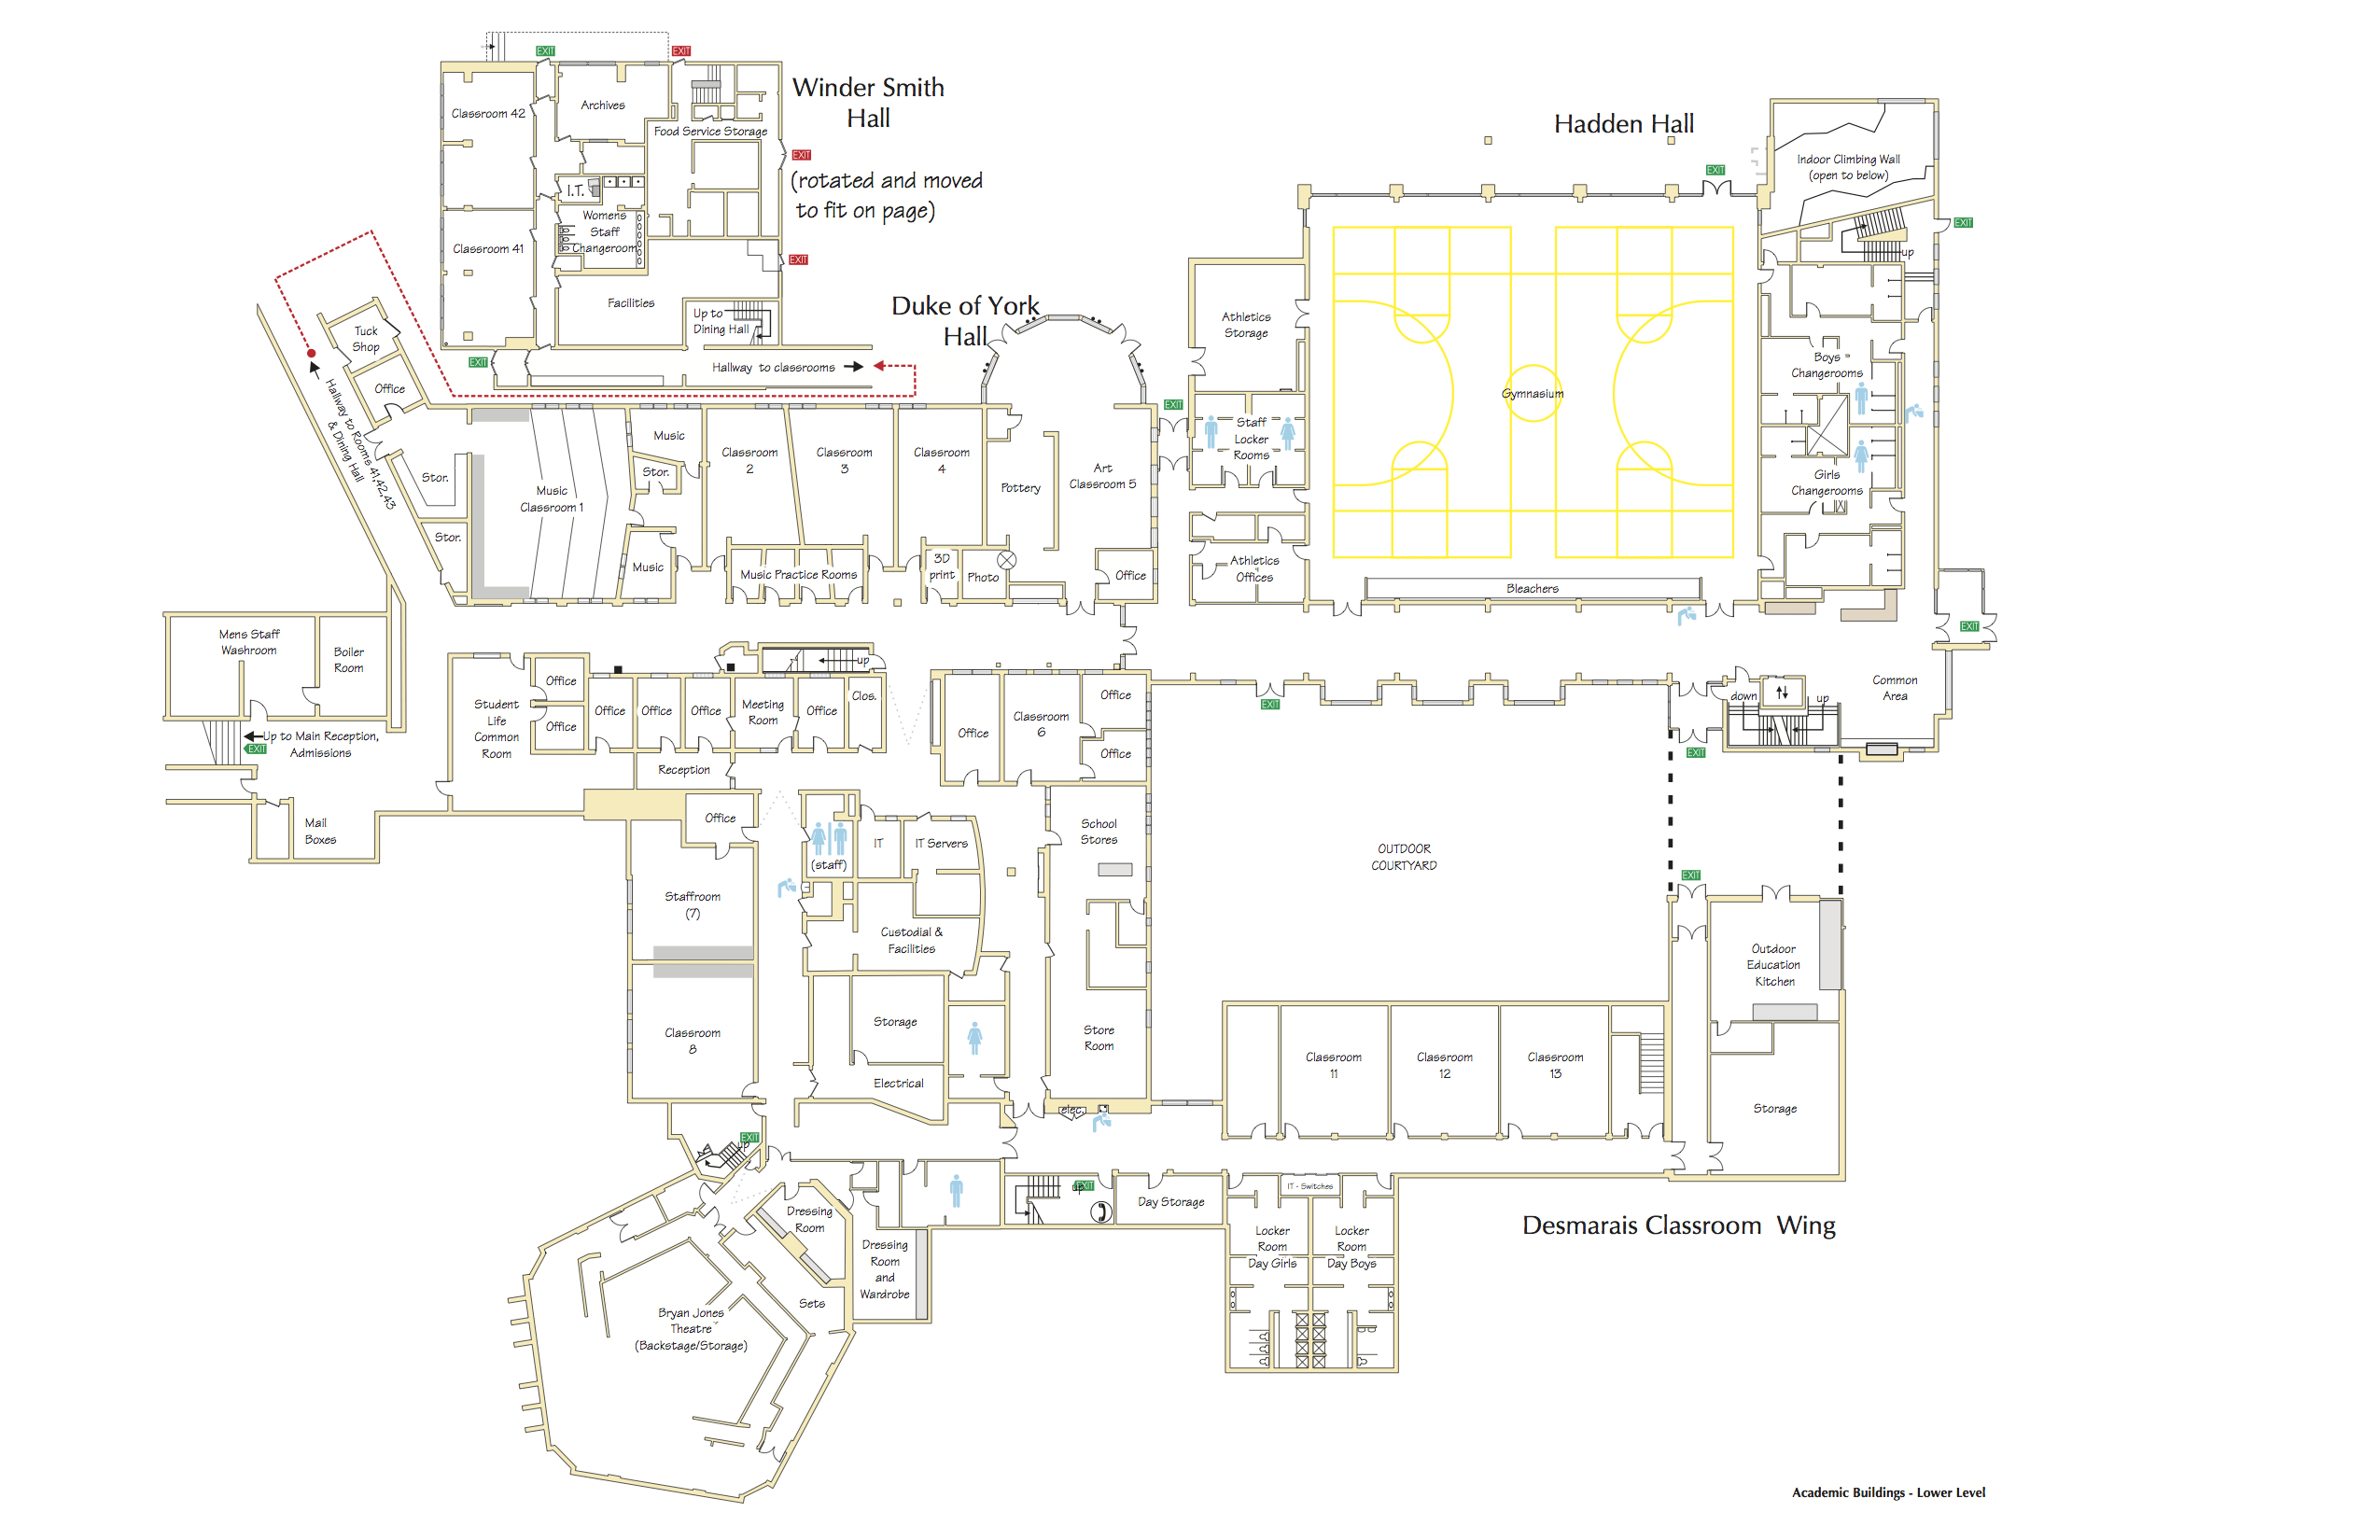 Winder Smith
Hall
(rotated and moved
to fit on page)
EXIT
EXIT
Classroom 42
Archives
Food Service Storage
EXIT
I.T.
Womens
Staff
Changeroom
Classroom 41
EXIT
Facilities
Up to
Dining Hall
EXIT
Hallway to classrooms
Tuck
Shop
Office
Hallway to Rooms 41,42,43
& Dining Hall
Duke of York
Hall
Stor.
Stor.
Music
Classroom 1
Music
Stor.
Music
Classroom
2
Classroom
3
Classroom
4
Pottery
Art
Classroom 5
Music Practice Rooms
3D
print
Photo
Office
Hadden Hall
EXIT
Indoor Climbing Wall
(open to below)
EXIT
up
Athletics
Storage
EXIT
Staff
Locker
Rooms
Gymnasium
Boys
Changerooms
Girls
Changerooms
Athletics
Offices
Bleachers
EXIT
Mens Staff
Washroom
Boiler
Room
EXIT
Up to Main Reception,
Admissions
Mail
Boxes
Student
Life
Common
Room
Office
Office
Office
Office
Office
Meeting
Room
Office
Clos.
up
Reception
Office
Classroom
6
Office
Office
EXIT
down
up
Common
Area
EXIT
Office
(staff)
IT
IT Servers
School
Stores
OUTDOOR
COURTYARD
EXIT
Staffroom
(7)
Custodial &
Facilities
Outdoor
Education
Kitchen
Classroom
8
Storage
Electrical
Store
Room
elec.
Classroom
11
Classroom
12
Classroom
13
Storage
EXIT
up
up
EXIT
Day Storage
IT - Switches
Dressing
Room
Dressing
Room
and
Wardrobe
Sets
Locker
Room
Day Girls
Locker
Room
Day Boys
Desmarais Classroom Wing
Bryan Jones
Theatre
(Backstage/Storage)
Academic Buildings - Lower Level